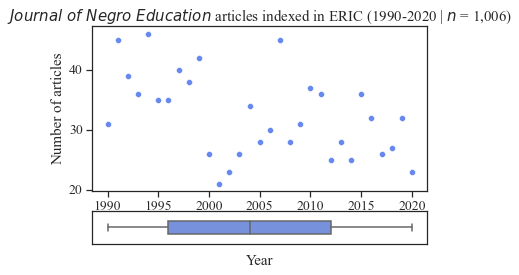 Journal of Negro Education articles indexed in ERIC (1990-2020 | n = 1,006)
Number of articles
40
30
20
1990 1995 2000 2005 2010 2015 2020
Year